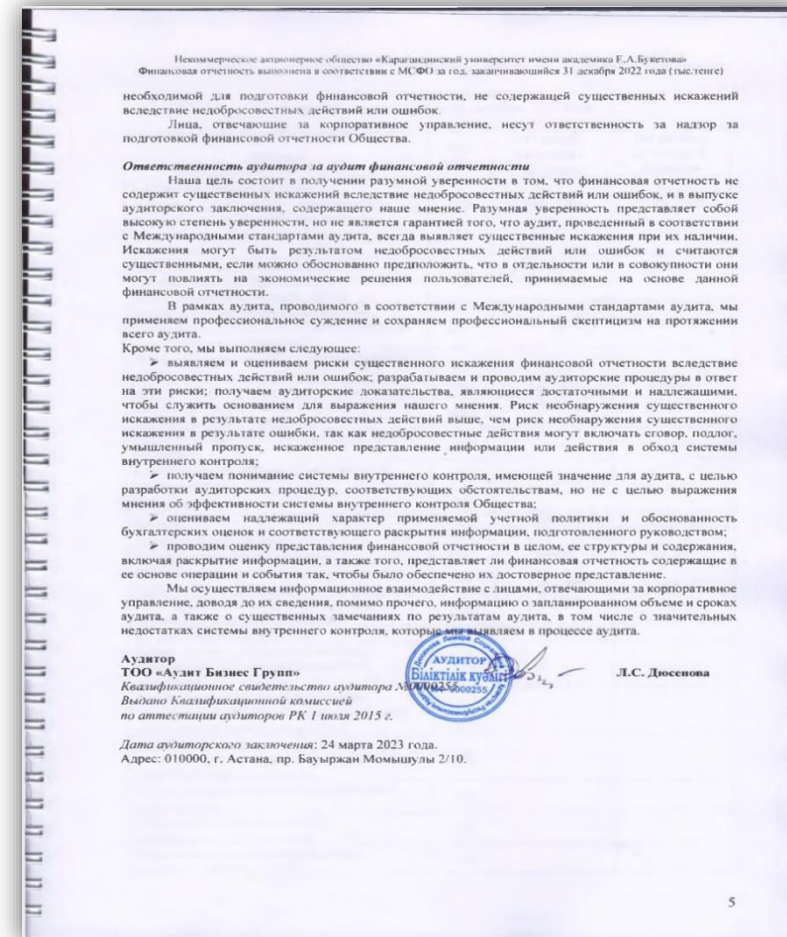 Некоммерческое акционерное общество «Карагандинский университет имени академика Е.А.Букетова»
Финансовая отчетность выполнена в соответствии с МСФО за год, заканчивающийся 31 декабря 2022 года (тыс.тенге)
необходимой для подготовки финансовой отчетности, не содержащей существенных искажений
вследствие недобросовестных действий или ошибок.
Лица, отвечающие за корпоративное управление, несут ответственность за надзор за
подготовкой финансовой отчетности Общества.
Ответственность аудитора за аудит финансовой отчетности
Наша цель состоит в получении разумной уверенности в том, что финансовая отчетность не
содержит существенных искажений вследствие недобросовестных действий или ошибок, и в выпуске
аудиторского заключения, содержащего наше мнение. Разумная уверенность представляет собой
высокую степень уверенности, но не является гарантией того, что аудит, проведенный в соответствии
с Международными стандартами аудита, всегда выявляет существенные искажения при их наличии.
Искажения могут быть результатом недобросовестных действий или ошибок и считаются
существенными, если можно обоснованно предположить, что в отдельности или в совокупности они
могут повлиять на экономические решения пользователей, принимаемые на основе данной
финансовой отчетности.
В рамках аудита, проводимого в соответствии с Международными стандартами аудита, мы
применяем профессиональное суждение и сохраняем профессиональный скептицизм на протяжении
всего аудита.
Кроме того, мы выполняем следующее:
➢ выявляем и оцениваем риски существенного искажения финансовой отчетности вследствие
недобросовестных действий или ошибок; разрабатываем и проводим аудиторские процедуры в ответ
на эти риски; получаем аудиторские доказательства, являющиеся достаточными и надлежащими,
чтобы служить основанием для выражения нашего мнения. Риск необнаружения существенного
искажения в результате недобросовестных действий выше, чем риск необнаружения существенного
искажения в результате ошибки, так как недобросовестные действия могут включать сговор, подлог,
умышленный пропуск, искаженное представление информации или действия в обход системы
внутреннего контроля;
➢ получаем понимание системы внутреннего контроля, имеющей значение для аудита, с целью
разработки аудиторских процедур, соответствующих обстоятельствам, но не с целью выражения
мнения об эффективности системы внутреннего контроля Общества;
➢ оцениваем надлежащий характер применяемой учетной политики и обоснованность
бухгалтерских оценок и соответствующего раскрытия информации, подготовленного руководством;
➢ проводим оценку представления финансовой отчетности в целом, ее структуры и содержания,
включая раскрытие информации, а также того, представляет ли финансовая отчетность содержащие в
ее основе операции и события так, чтобы было обеспечено их достоверное представление.
Мы осуществляем информационное взаимодействие с лицами, отвечающими за корпоративное
управление, доводя до их сведения, помимо прочего, информацию о запланированном объеме и сроках
аудита, а также о существенных замечаниях по результатам аудита, в том числе о значительных
недостатках системы внутреннего контроля, которые мы выявляем в процессе аудита.
Аудитор
ТОО «Аудит Бизнес Групп» Л.С. Дюсенова
Квалификационное свидетельство аудитора №0000255
Выдано Квалификационной комиссией
по аттестации аудиторов РК 1 июля 2015 г.
АУДИТОР
Біліктілік куәлігі
0000255
Дата аудиторского заключения: 24 марта 2023 года.
Адрес: 010000, г. Астана, пр. Бауыржан Момышулы 2/10.
5